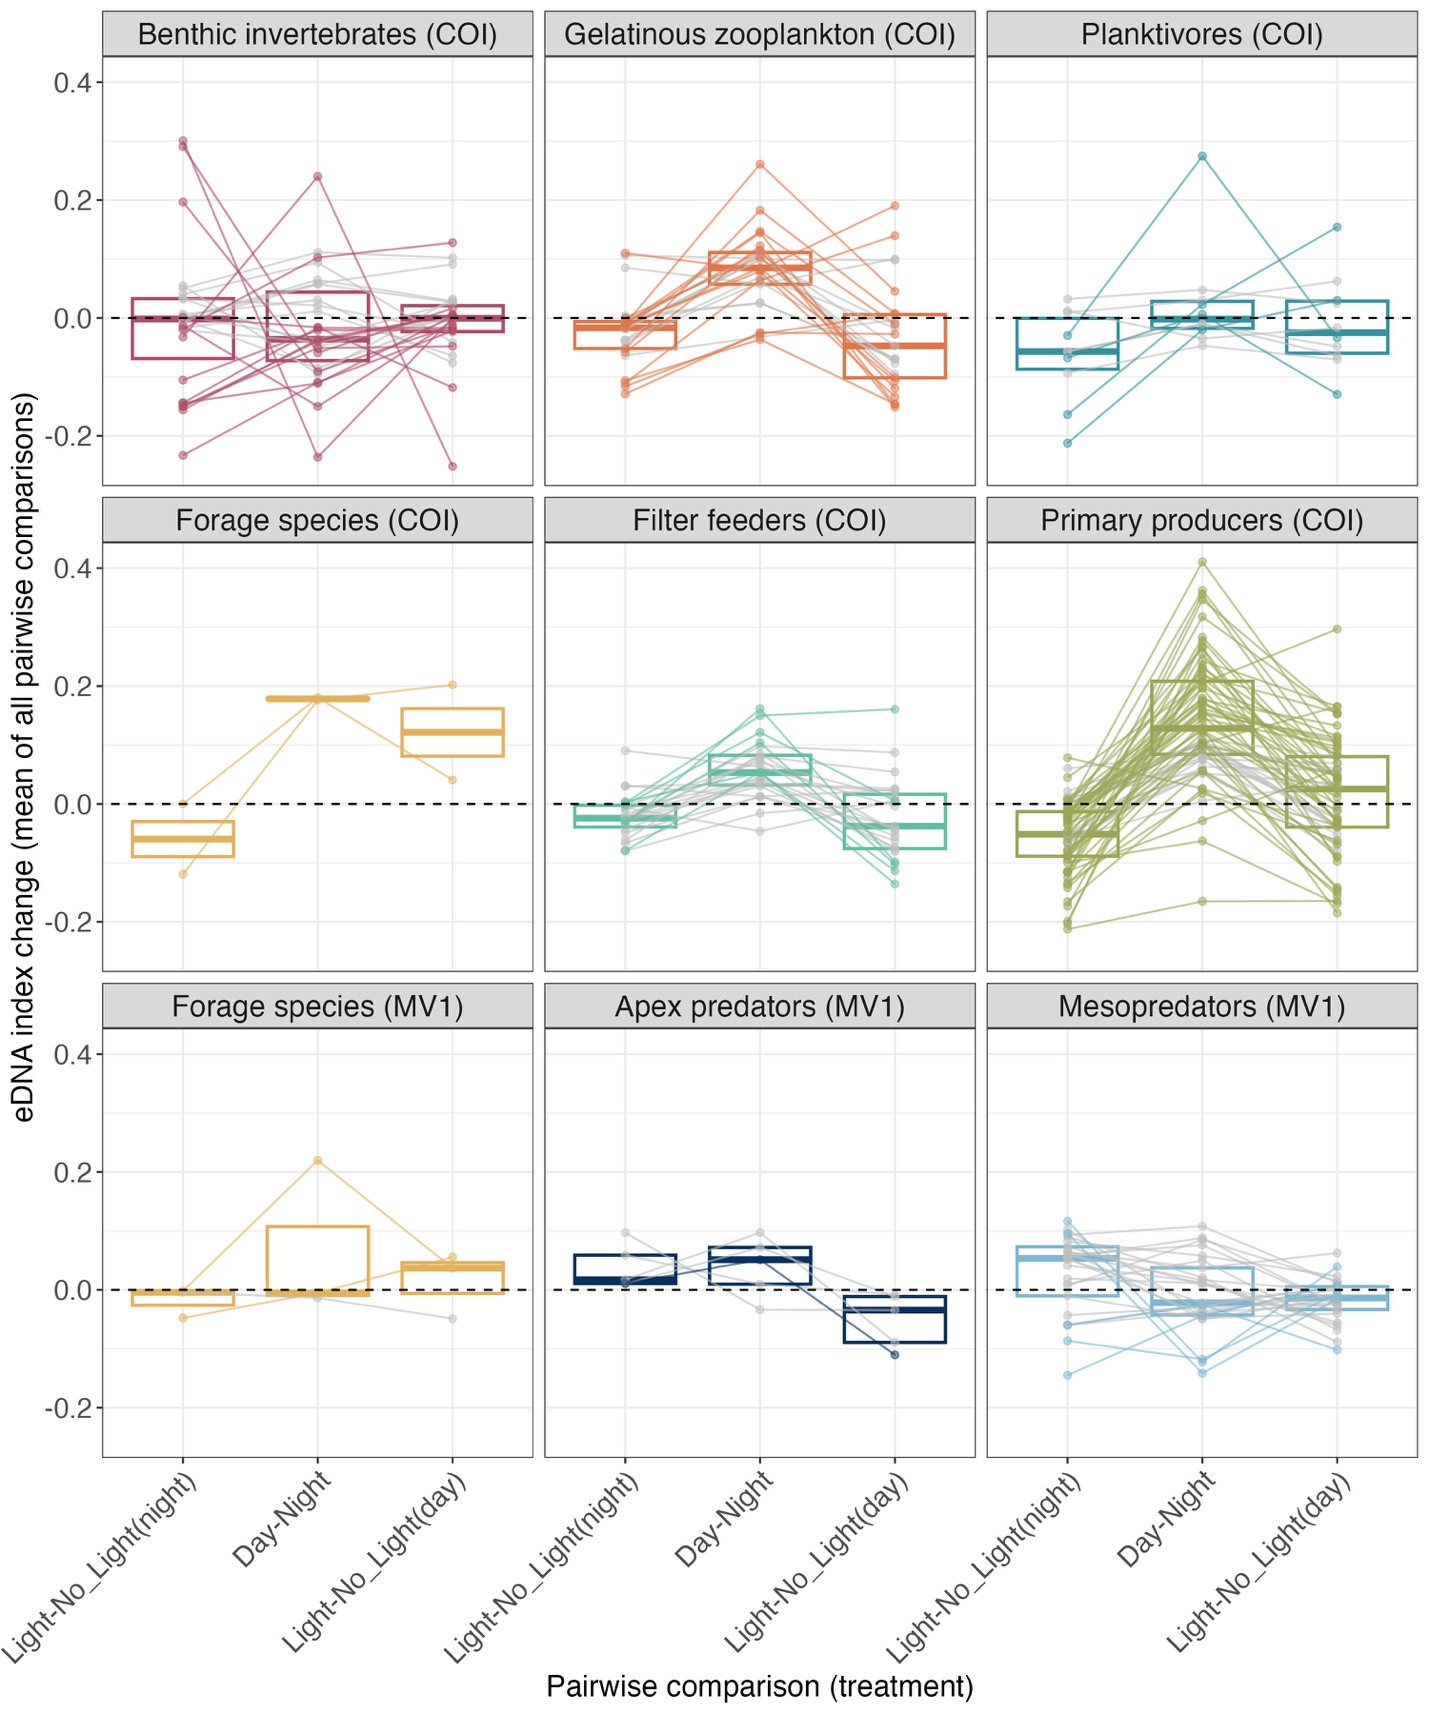 Benthic invertebrates (COI)
Gelatinous zooplankton (COI)
Planktivores (COI)
0.4
0.2
0.0
-0.2
Forage species (COI)
Filter feeders (COI)
Primary producers (COI)
0.4
0.2
0.0
-0.2
Forage species (MV1)
Apex predators (MV1)
Mesopredators (MV1)
0.4
0.2
0.0
-0.2
eDNA index change (mean of all pairwise comparisons)
Light-No_Light(night)
Day-Night
Light-No_Light(day)
Light-No_Light(night)
Day-Night
Light-No_Light(day)
Light-No_Light(night)
Day-Night
Light-No_Light(day)
Pairwise comparison (treatment)